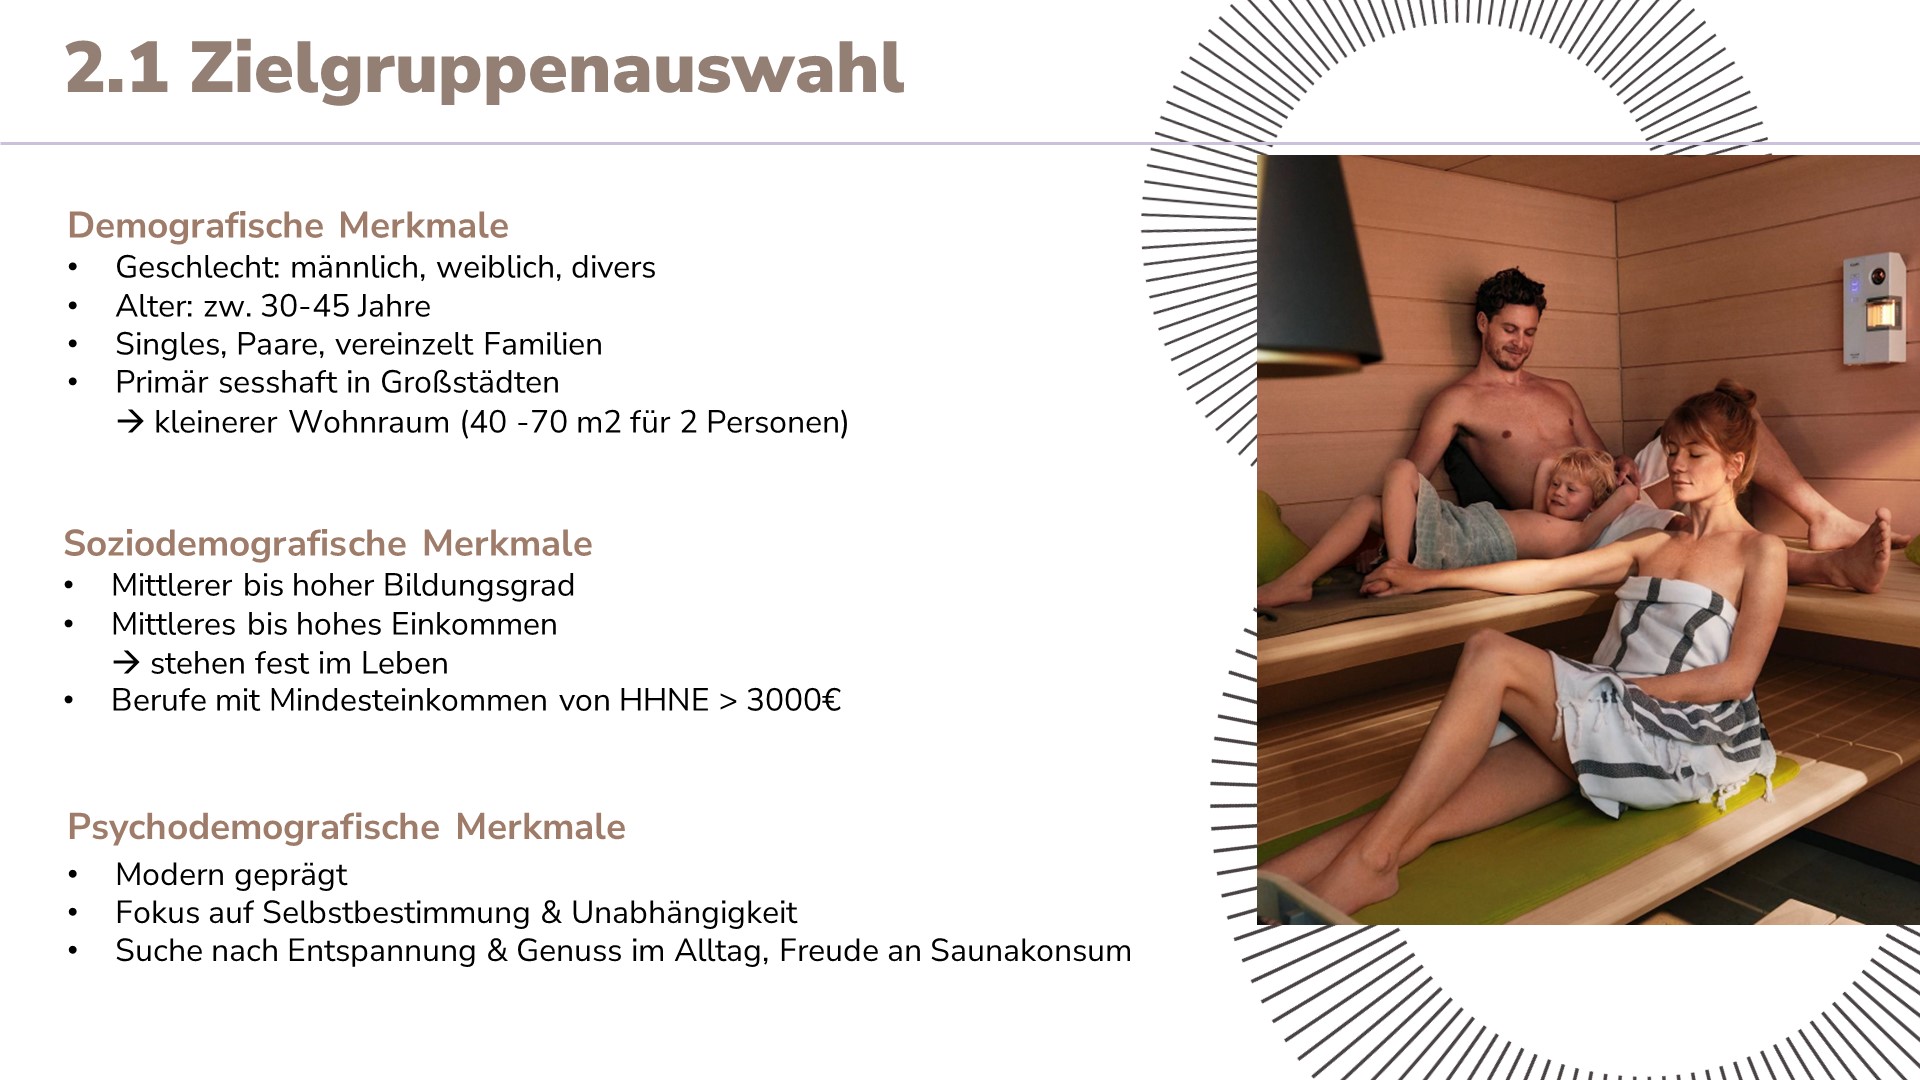 2.1 Zielgruppenauswahl
Demografische Merkmale
• Geschlecht: männlich, weiblich, divers
• Alter: zw. 30-45 Jahre
• Singles, Paare, vereinzelt Familien
• Primär sesshaft in Großstädten
→ kleinerer Wohnraum (40 -70 m2 für 2 Personen)
Soziodemografische Merkmale
• Mittlerer bis hoher Bildungsgrad
• Mittleres bis hohes Einkommen
→ stehen fest im Leben
• Berufe mit Mindesteinkommen von HHNE > 3000€
Psychodemografische Merkmale
• Modern geprägt
• Fokus auf Selbstbestimmung & Unabhängigkeit
• Suche nach Entspannung & Genuss im Alltag, Freude an Saunakonsum